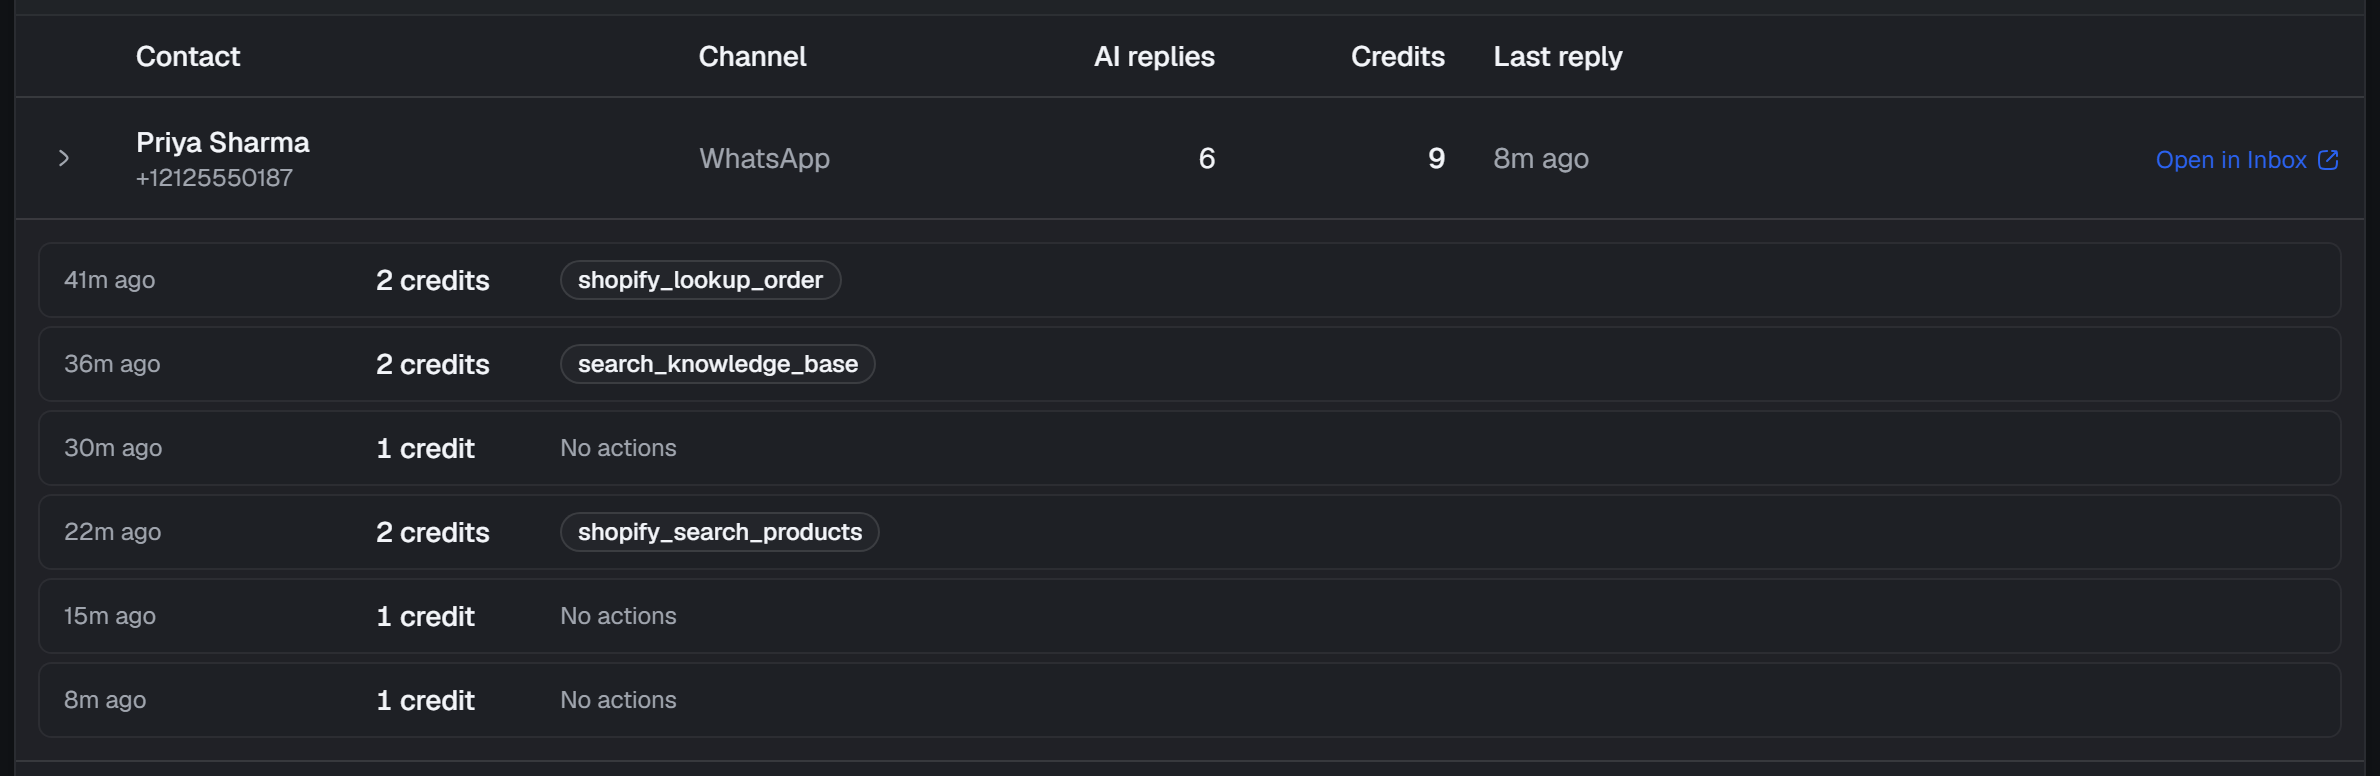 Contact Channel AI replies Credits Last reply
Priya Sharma
+12125550187
WhatsApp 6 9 8m ago Open in Inbox
41m ago 2 credits shopify_lookup_order
36m ago 2 credits search_knowledge_base
30m ago 1 credit No actions
22m ago 2 credits shopify_search_products
15m ago 1 credit No actions
8m ago 1 credit No actions